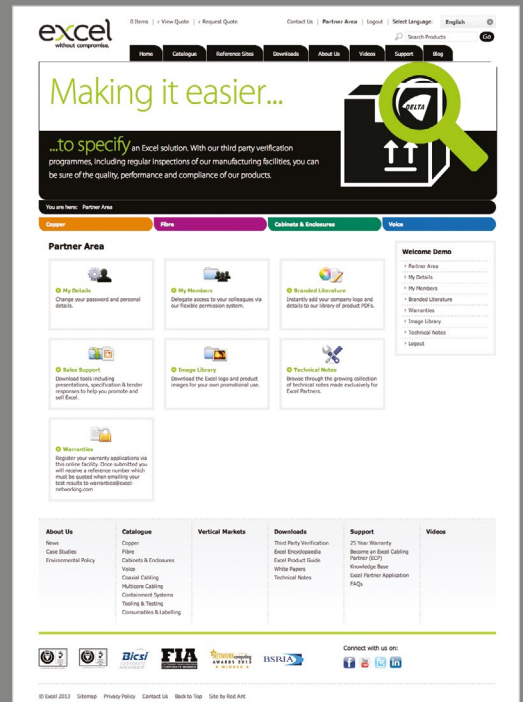 excel
without compromise.
0 Items | + View Quote | + Request Quote
Contact Us | Partner Area | Logout | Select Language: English
Search Products Go
Home Catalogue Reference Sites Downloads About Us Videos Support Blog
Making it easier...
...to specify an Excel solution. With our third party verification
programmes, including regular inspections of our manufacturing facilities, you can
be sure of the quality, performance and compliance of our products.
DELTA
You are here: Partner Area
Copper Fibre Cabinets & Enclosures Voice
Partner Area
My Details
Change your password and personal
details.
My Members
Delegate access to your colleagues via
our flexible permission system.
Branded Literature
Instantly add your company logo and
details to our library of product PDFs.
Sales Support
Download tools including
presentations, specification & tender
responses to help you promote and
sell Excel.
Image Library
Download the Excel logo and product
images for your own promotional use.
Technical Notes
Browse through the growing collection
of technical notes made exclusively for
Excel Partners.
Warranties
Register your warranty applications via
this online facility. Once submitted you
will receive a reference number which
must be quoted when emailing your
test results to warranties@excel-
networking.com
Welcome Demo
Partner Area
My Details
My Members
Branded Literature
Warranties
Image Library
Technical Notes
Logout
About Us
News
Case Studies
Environmental Policy
Catalogue
Copper
Fibre
Cabinets & Enclosures
Voice
Coaxial Cabling
Multicore Cabling
Containment Systems
Tooling & Testing
Consumables & Labelling
Vertical Markets
Downloads
Third Party Verification
Excel Encyclopaedia
Excel Product Guide
White Papers
Technical Notes
Support
25 Year Warranty
Become an Excel Cabling
Partner (ECP)
Knowledge Base
Excel Partner Application
FAQs
Videos
Bicsi
CORPORATE
MEMBER
FIA
CORPORATE MEMBER
NETWORKcomputing
AWARDS 2013
WINNER
BSRIA
Connect with us on:
© Excel 2013 Sitemap Privacy Policy Contact Us Back to Top Site by Red Ant